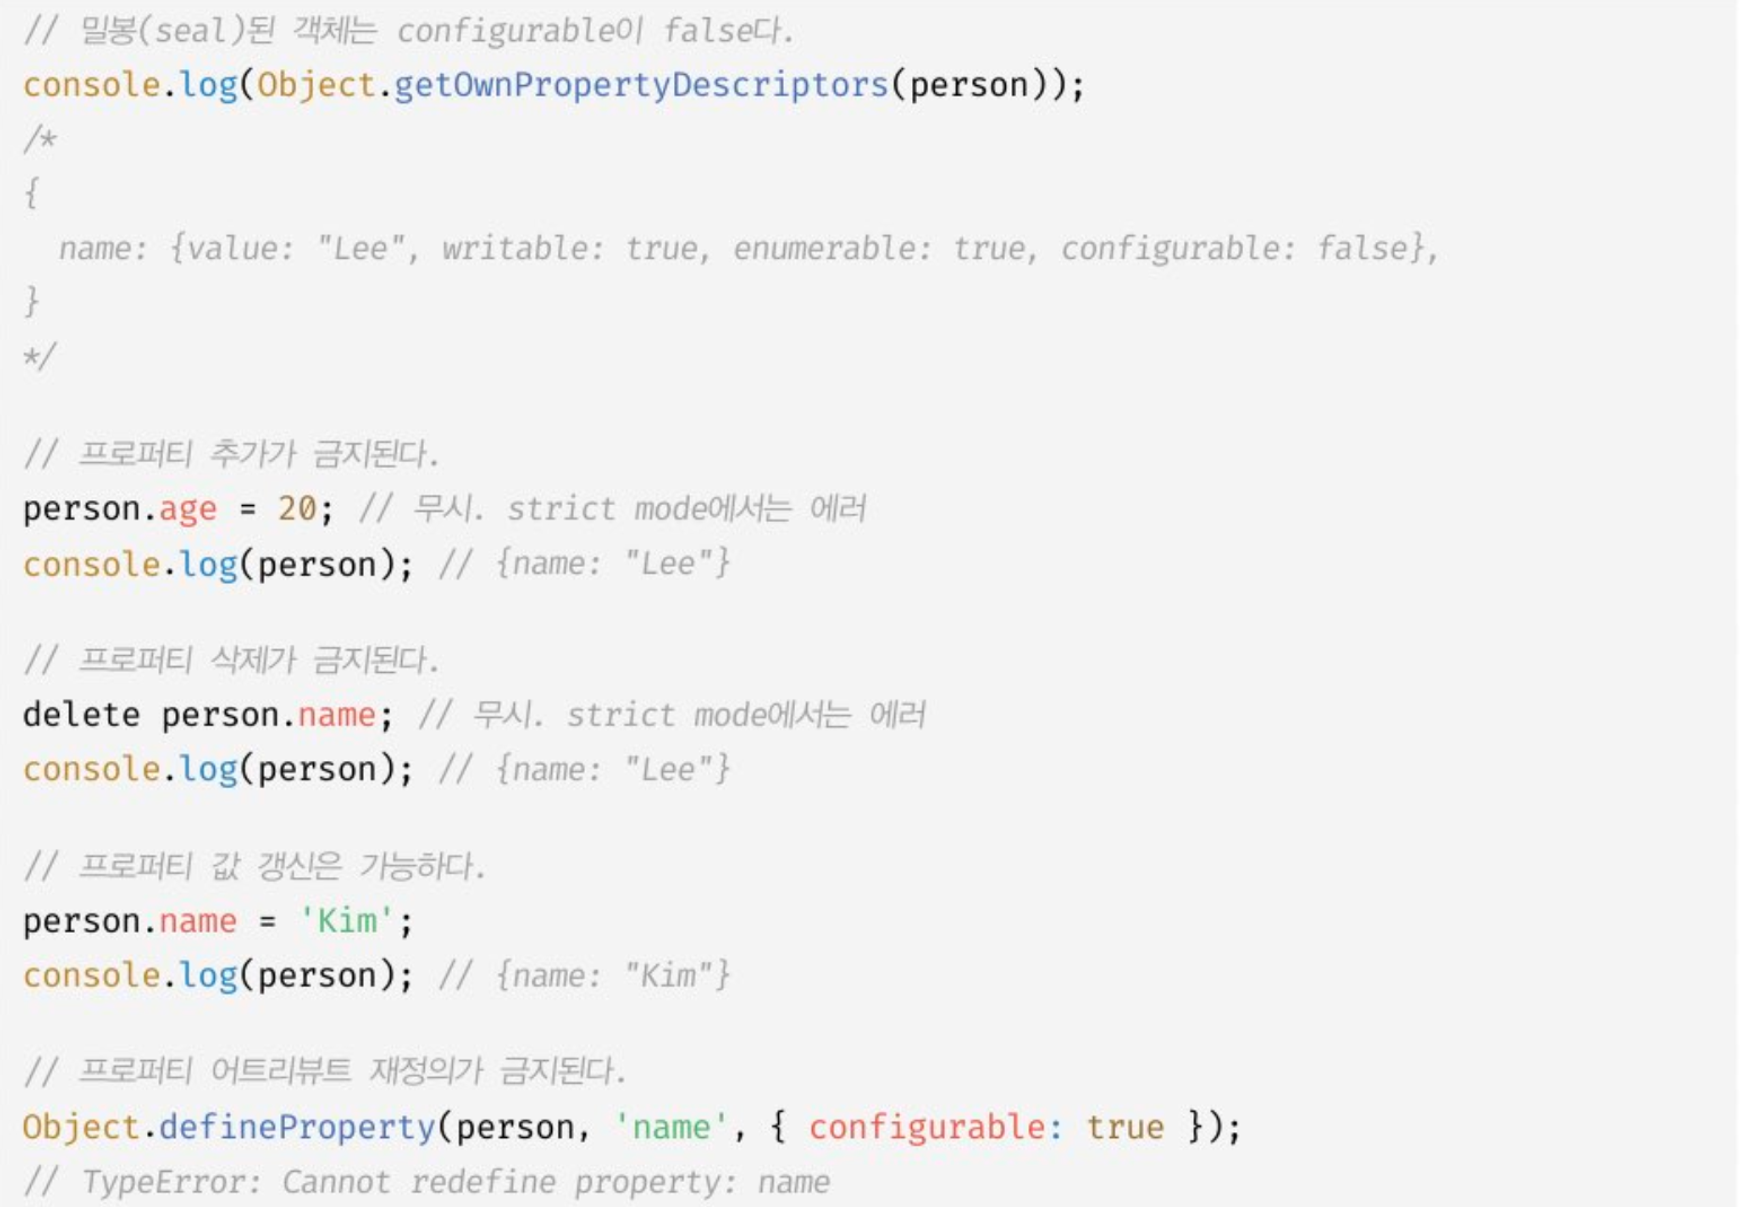 // 밀봉(seal)된 객체는 configurable이 false다.
console.log(Object.getOwnPropertyDescriptors(person));
/*
{
  name: {value: "Lee", writable: true, enumerable: true, configurable: false},
}
*/
// 프로퍼티 추가가 금지된다.
person.age = 20; // 무시. strict mode에서는 에러
console.log(person); // {name: "Lee"}
// 프로퍼티 삭제가 금지된다.
delete person.name; // 무시. strict mode에서는 에러
console.log(person); // {name: "Lee"}
// 프로퍼티 값 갱신은 가능하다.
person.name = 'Kim';
console.log(person); // {name: "Kim"}
// 프로퍼티 어트리뷰트 재정의가 금지된다.
Object.defineProperty(person, 'name', { configurable: true });
// TypeError: Cannot redefine property: name